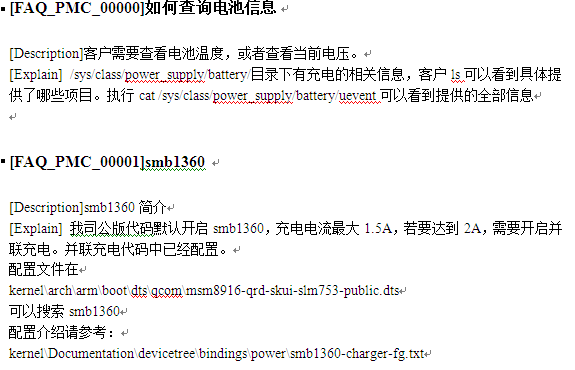 [FAQ_PMC_00000]如何查询电池信息
[Description]客户需要查看电池温度，或者查看当前电压。
[Explain] /sys/class/power_supply/battery/目录下有充电的相关信息，客户 ls 可以看到具体提
供了哪些项目。执行 cat /sys/class/power_supply/battery/uevent 可以看到提供的全部信息
[FAQ_PMC_00001]smb1360
[Description]smb1360 简介
[Explain] 我司公版代码默认开启 smb1360，充电电流最大 1.5A，若要达到 2A，需要开启并
联充电。并联充电代码中已经配置。
配置文件在
kernel\arch\arm\boot\dts\qcom\msm8916-qrd-skui-slm753-public.dts
可以搜索 smb1360
配置介绍请参考：
kernel\Documentation\devicetree\bindings\power\smb1360-charger-fg.txt